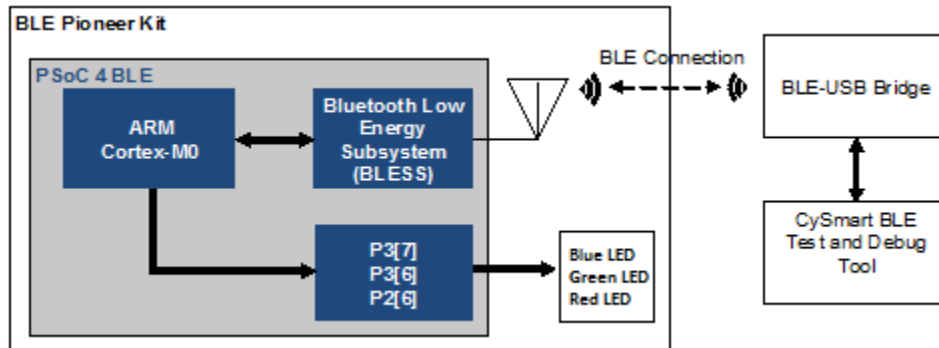 BLE Pioneer Kit
PSoC 4 BLE
ARM
Cortex-M0
Bluetooth Low
Energy
Subsystem
(BLESS)
P3[7]
P3[6]
P2[6]
Blue LED
Green LED
Red LED
BLE Connection
BLE-USB Bridge
CySmart BLE
Test and Debug
Tool